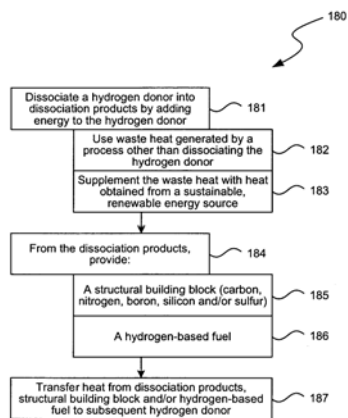 180
Dissociate a hydrogen donor into
dissociation products by adding
energy to the hydrogen donor
181
Use waste heat generated by a
process other than dissociating the
hydrogen donor
182
Supplement the waste heat with heat
obtained from a sustainable,
renewable energy source
183
From the dissociation products,
provide:
184
A structural building block (carbon,
nitrogen, boron, silicon and/or sulfur)
185
A hydrogen-based fuel
186
Transfer heat from dissociation products,
structural building block and/or hydrogen-based
fuel to subsequent hydrogen donor
187